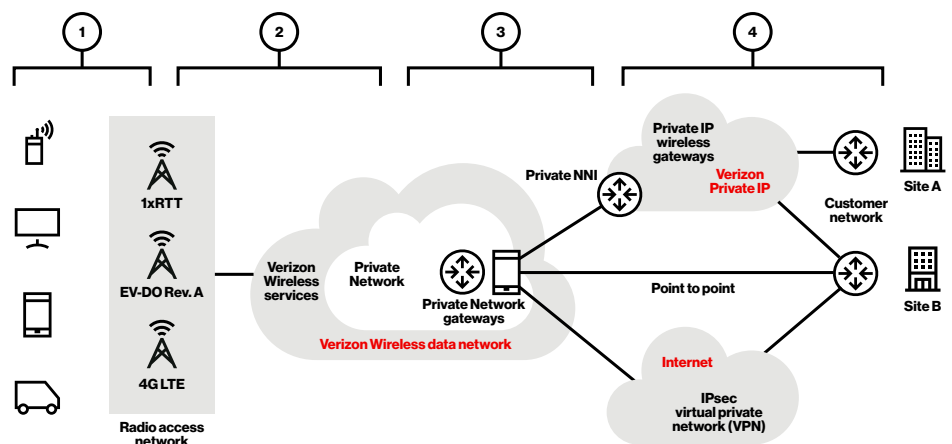 1
2
3
4
1xRTT
EV-DO Rev. A
4G LTE
Radio access
network
Verizon
Wireless
services
Private
Network
Private Network
gateways
Verizon Wireless data network
Private NNI
Private IP
wireless
gateways
Verizon
Private IP
Point to point
Internet
IPsec
virtual private
network (VPN)
Customer
network
Site A
Site B